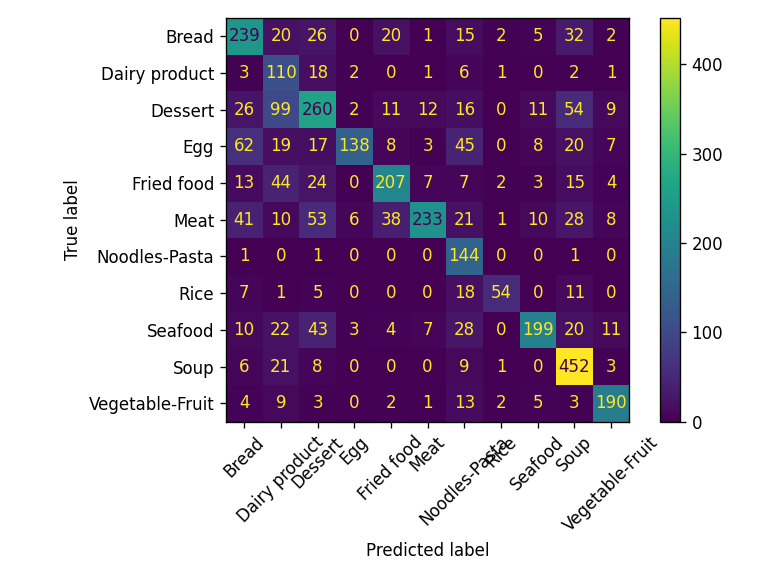 Bread 239 20 26 0 20 1 15 2 5 32 2
Dairy product 3 110 18 2 0 1 6 1 0 2 1
Dessert 26 99 260 2 11 12 16 0 11 54 9
Egg 62 19 17 138 8 3 45 0 8 20 7
Fried food 13 44 24 0 207 7 7 2 3 15 4
Meat 41 10 53 6 38 233 21 1 10 28 8
Noodles-Pasta 1 0 1 0 0 0 144 0 0 1 0
Rice 7 1 5 0 0 0 18 54 0 11 0
Seafood 10 22 43 3 4 7 28 0 199 20 11
Soup 6 21 8 0 0 0 9 1 0 452 3
Vegetable-Fruit 4 9 3 0 2 1 13 2 5 3 190
True label
Bread
Dairy product
Dessert
Egg
Fried food
Meat
Noodles-Pasta
Rice
Seafood
Soup
Vegetable-Fruit
Predicted label
400
300
200
100
0